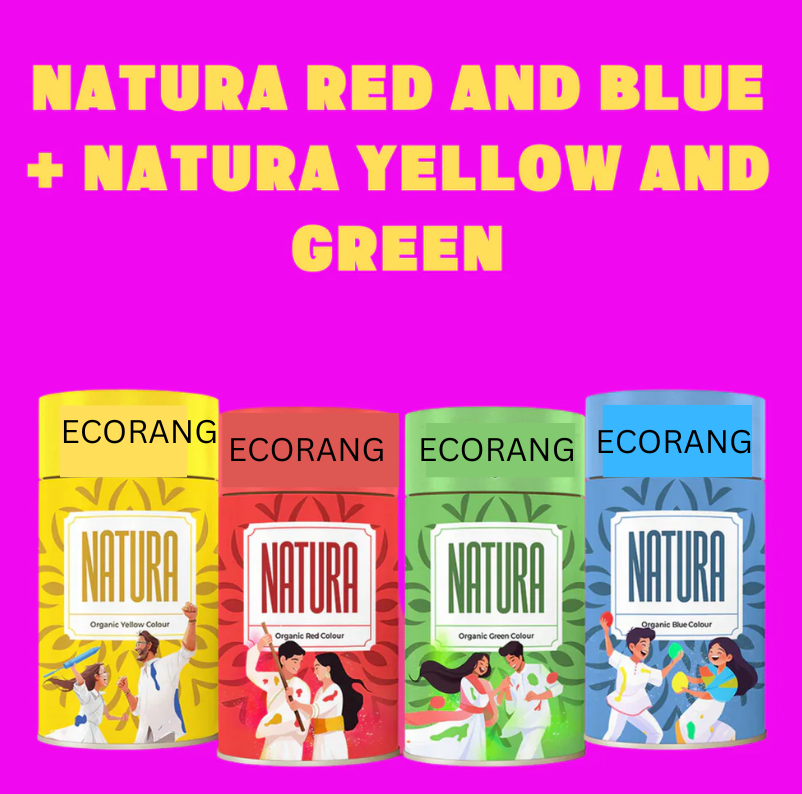 NATURA RED AND BLUE
+ NATURA YELLOW AND
GREEN
ECORANG
NATURA
Organic Yellow Colour
ECORANG
NATURA
Organic Red Colour
ECORANG
NATURA
Organic Green Colour
ECORANG
NATURA
Organic Blue Colour